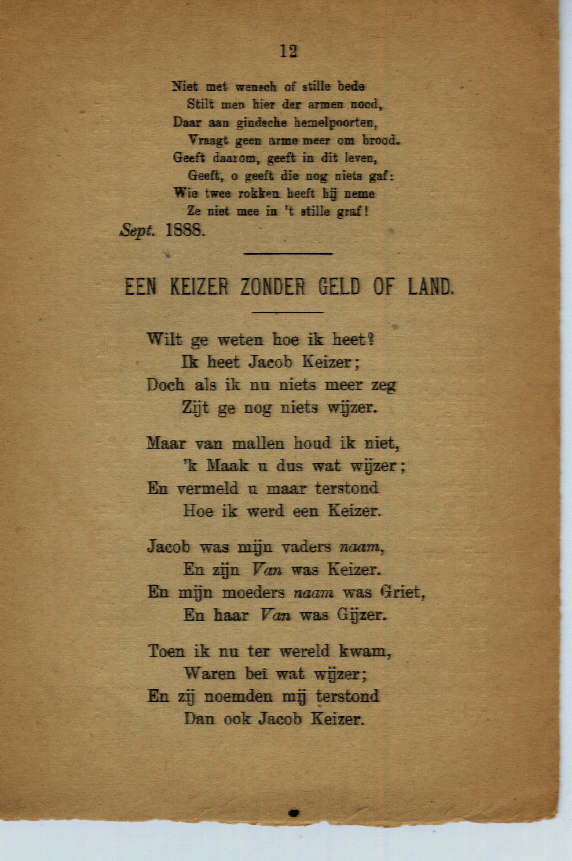 12
Niet met wensch of stille bede
Stilt men hier der armen nood,
Daar aan gindsche hemelpoorten,
Vraagt geen arme meer om brood.
Geeft daarom, geeft in dit leven,
Geeft, o geeft die nog niets gaf:
Wie twee rokken heeft hij neme
Ze niet mee in 't stille graf!
Sept. 1888.
EEN KEIZER ZONDER GELD OF LAND.
Wilt ge weten hoe ik heet?
Ik heet Jacob Keizer;
Doch als ik nu niets meer zeg
Zijt ge nog niets wijzer.
Maar van mallen houd ik niet,
'k Maak u dus wat wijzer;
En vermeld u maar terstond
Hoe ik werd een Keizer.
Jacob was mijn vaders naam,
En zijn Van was Keizer.
En mijn moeders naam was Griet,
En haar Van was Gijzer.
Toen ik nu ter wereld kwam,
Waren beî wat wijzer;
En zij noemden mij terstond
Dan ook Jacob Keizer.